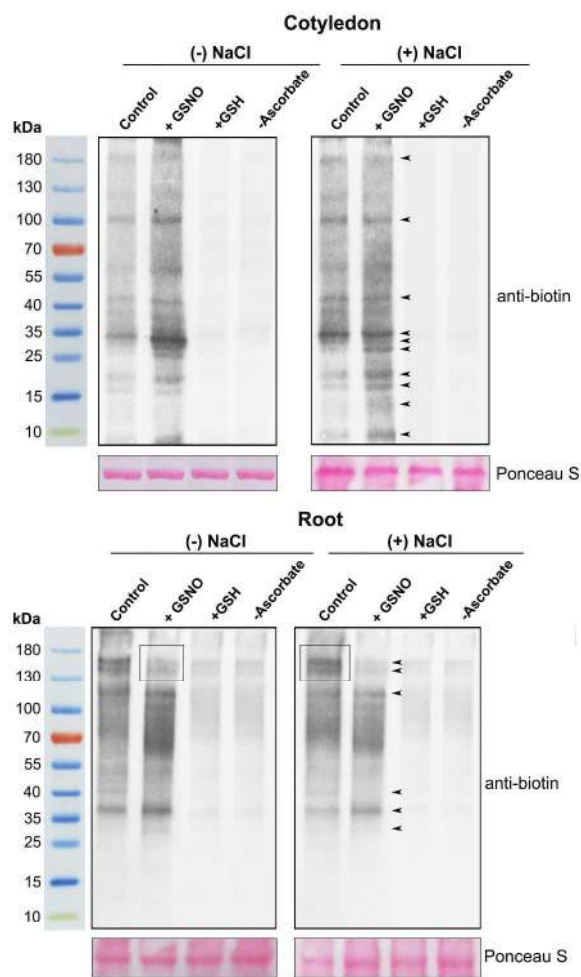 Cotyledon
(-) NaCl (+) NaCl
Control + GSNO +GSH -Ascorbate Control + GSNO +GSH -Ascorbate
kDa
180
130
100
70
55
40
35
25
15
10
anti-biotin
Ponceau S
Root
(-) NaCl (+) NaCl
Control + GSNO +GSH -Ascorbate Control + GSNO +GSH -Ascorbate
kDa
180
130
100
70
55
40
35
25
15
10
anti-biotin
Ponceau S